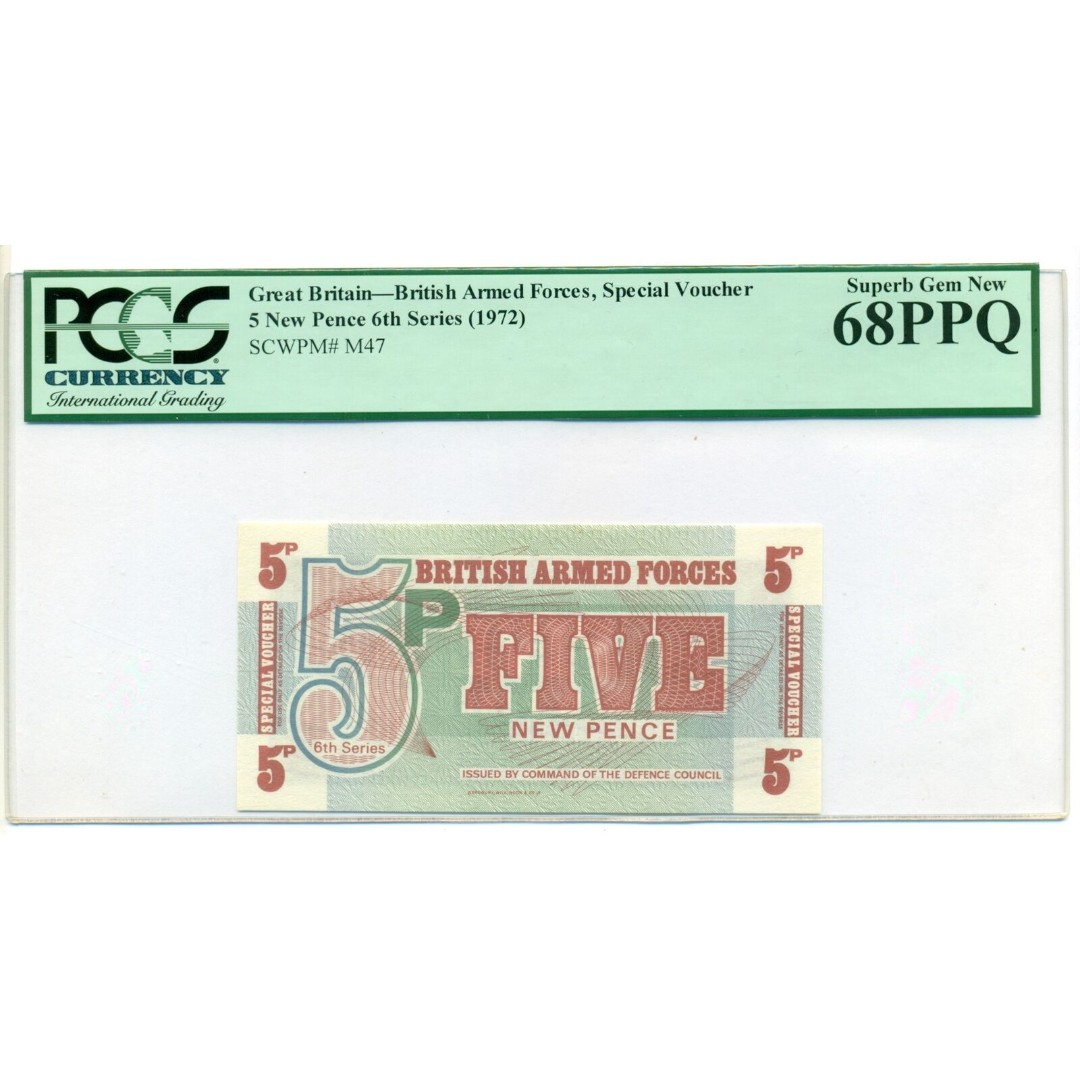 PCGS
CURRENCY
International Grading
Great Britain—British Armed Forces, Special Voucher
5 New Pence 6th Series (1972)
SCWPM# M47
Superb Gem New
68PPQ
5P
5P
BRITISH ARMED FORCES
5P
FIVE
NEW PENCE
6th Series
SPECIAL VOUCHER
SPECIAL VOUCHER
5P
5P
ISSUED BY COMMAND OF THE DEFENCE COUNCIL